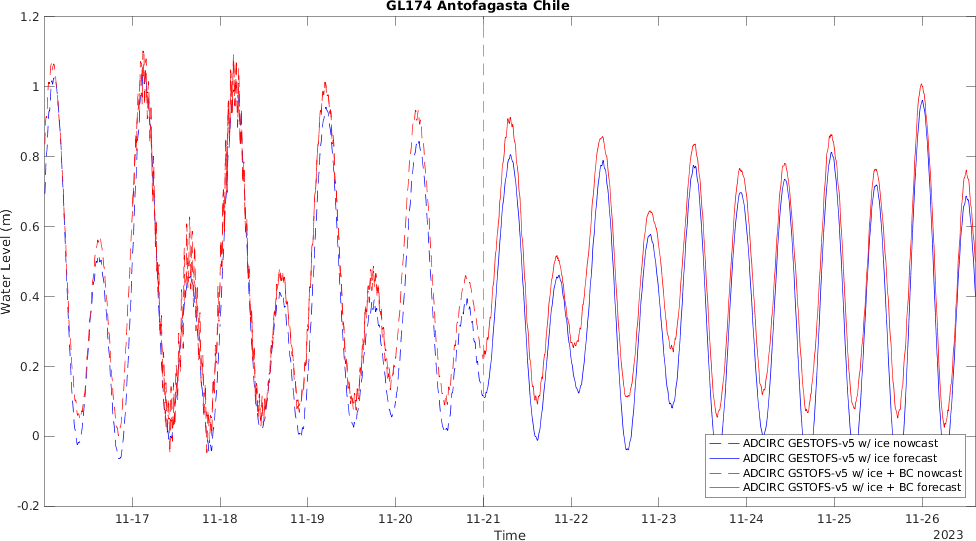 GL174 Antofagasta Chile
1.2
1
0.8
0.6
0.4
0.2
0
-0.2
Water Level (m)
11-17
11-18
11-19
11-20
11-21
11-22
11-23
11-24
11-25
11-26
Time
2023
ADCIRC GESTOFS-v5 w/ ice nowcast
ADCIRC GESTOFS-v5 w/ ice forecast
ADCIRC GSTOFS-v5 w/ ice + BC nowcast
ADCIRC GSTOFS-v5 w/ ice + BC forecast